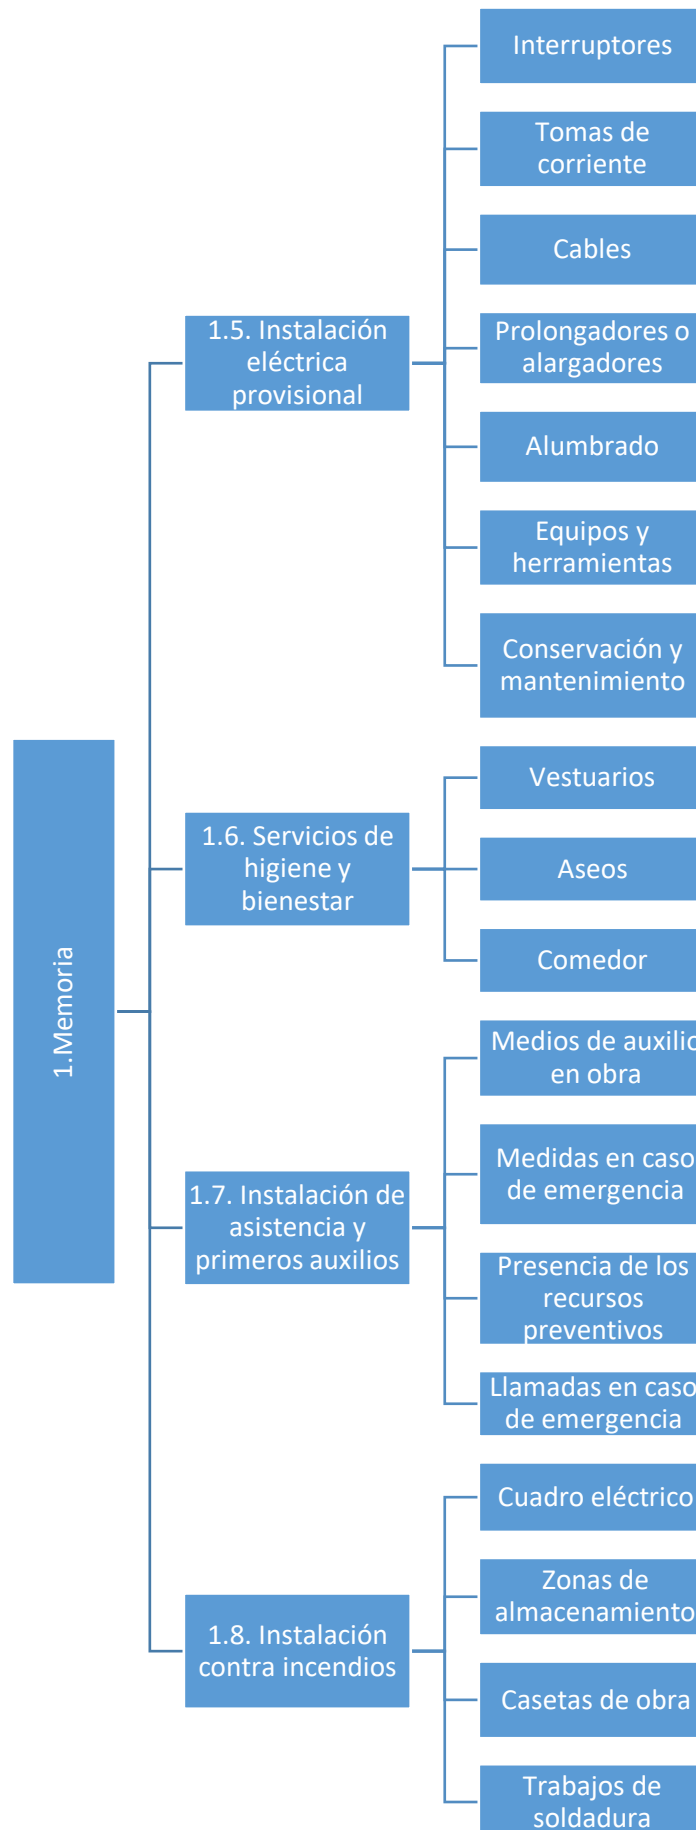 1.Memoria
1.5. Instalación
eléctrica
provisional
Interruptores
Tomas de
corriente
Cables
Prolongadores o
alargadores
Alumbrado
Equipos y
herramientas
Conservación y
mantenimiento
1.6. Servicios de
higiene y
bienestar
Vestuarios
Aseos
Comedor
1.7. Instalación de
asistencia y
primeros auxilios
Medios de auxilio
en obra
Medidas en caso
de emergencia
Presencia de los
recursos
preventivos
Llamadas en caso
de emergencia
1.8. Instalación
contra incendios
Cuadro eléctrico
Zonas de
almacenamiento
Casetas de obra
Trabajos de
soldadura